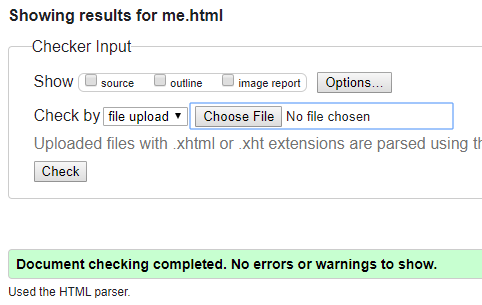 Showing results for me.html
Checker Input
Show source outline image report Options...
Check by file upload Choose File No file chosen
Uploaded files with .xhtml or .xht extensions are parsed using
Check
Document checking completed. No errors or warnings to show.
Used the HTML parser.